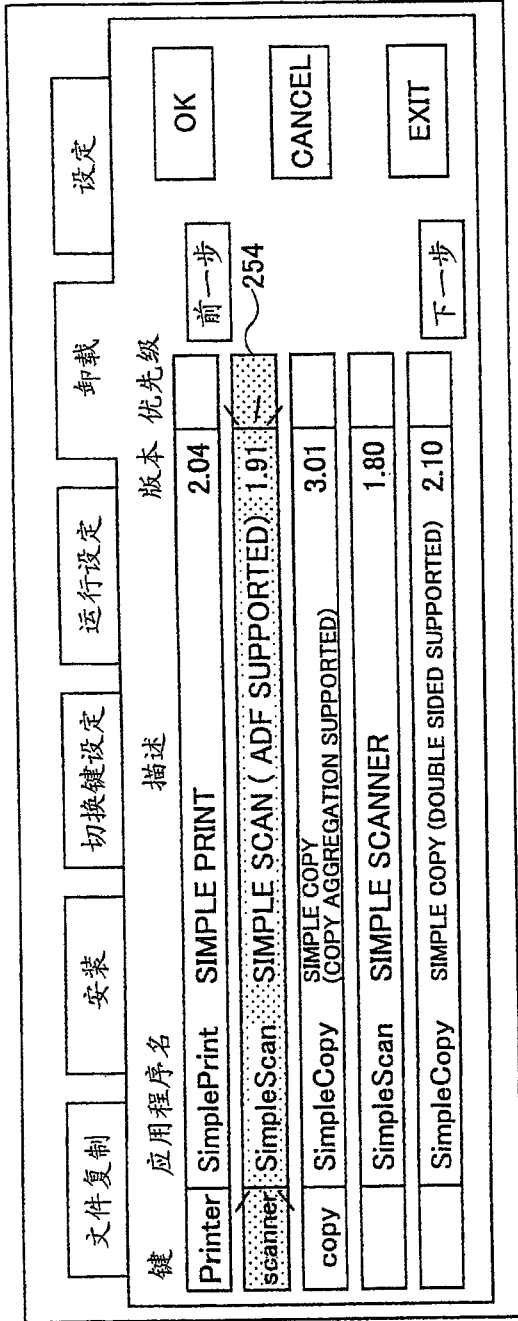 文件复制 安装 切换键设定 运行设定 卸载 设定
键 应用程序名 描述 版本 优先级
Printer SimplePrint SIMPLE PRINT 2.04
前一步
OK
scanner SimpleScan SIMPLE SCAN ( ADF SUPPORTED) 1.91
254
copy SimpleCopy SIMPLE COPY
(COPY AGGREGATION SUPPORTED) 3.01
CANCEL
SimpleScan SIMPLE SCANNER 1.80
SimpleCopy SIMPLE COPY (DOUBLE SIDED SUPPORTED) 2.10
下一步
EXIT